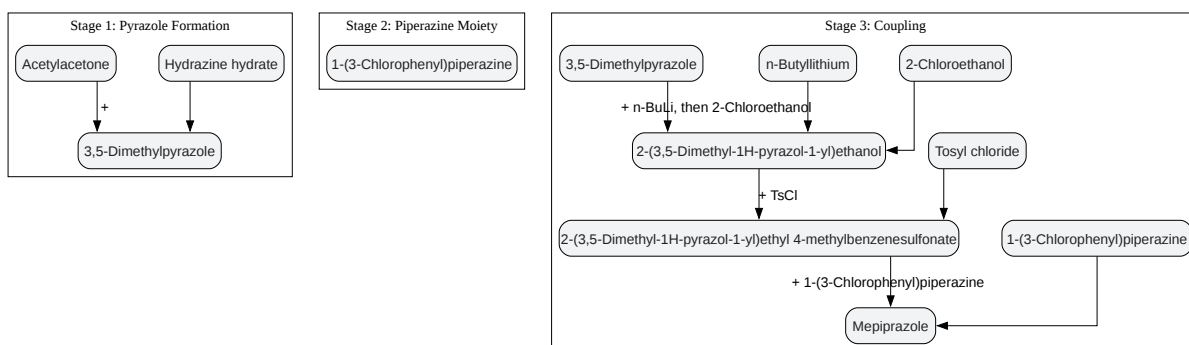 Stage 1: Pyrazole Formation
Acetylacetone
Hydrazine hydrate
+
3,5-Dimethylpyrazole
Stage 2: Piperazine Moiety
1-(3-Chlorophenyl)piperazine
Stage 3: Coupling
3,5-Dimethylpyrazole
n-Butyllithium
2-Chloroethanol
+ n-BuLi, then 2-Chloroethanol
2-(3,5-Dimethyl-1H-pyrazol-1-yl)ethanol
Tosyl chloride
+ TsCl
2-(3,5-Dimethyl-1H-pyrazol-1-yl)ethyl 4-methylbenzenesulfonate
1-(3-Chlorophenyl)piperazine
+ 1-(3-Chlorophenyl)piperazine
Mepiprazole